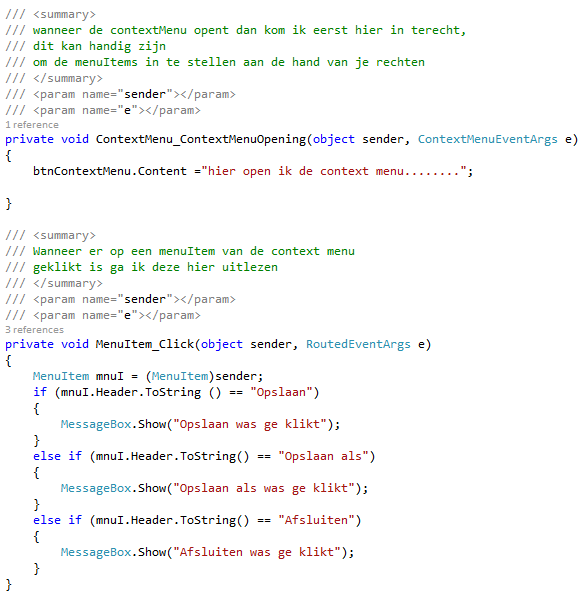 /// <summary>
/// wanneer de contextMenu opent dan kom ik eerst hier in terecht,
/// dit kan handig zijn
/// om de menuItems in te stellen aan de hand van je rechten
/// </summary>
/// <param name="sender"></param>
/// <param name="e"></param>
1 reference
private void ContextMenu_ContextMenuOpening(object sender, ContextMenuEventArgs e)
{
    btnContextMenu.Content ="hier open ik de context menu........";
}
/// <summary>
/// Wanneer er op een menuItem van de context menu
/// geklikt is ga ik deze hier uitlezen
/// </summary>
/// <param name="sender"></param>
/// <param name="e"></param>
3 references
private void MenuItem_Click(object sender, RoutedEventArgs e)
{
    MenuItem mnuI = (MenuItem)sender;
    if (mnuI.Header.ToString () == "Opslaan")
    {
        MessageBox.Show("Opslaan was ge klikt");
    }
    else if (mnuI.Header.ToString() == "Opslaan als")
    {
        MessageBox.Show("Opslaan als was ge klikt");
    }
    else if (mnuI.Header.ToString() == "Afsluiten")
    {
        MessageBox.Show("Afsluiten was ge klikt");
    }
}